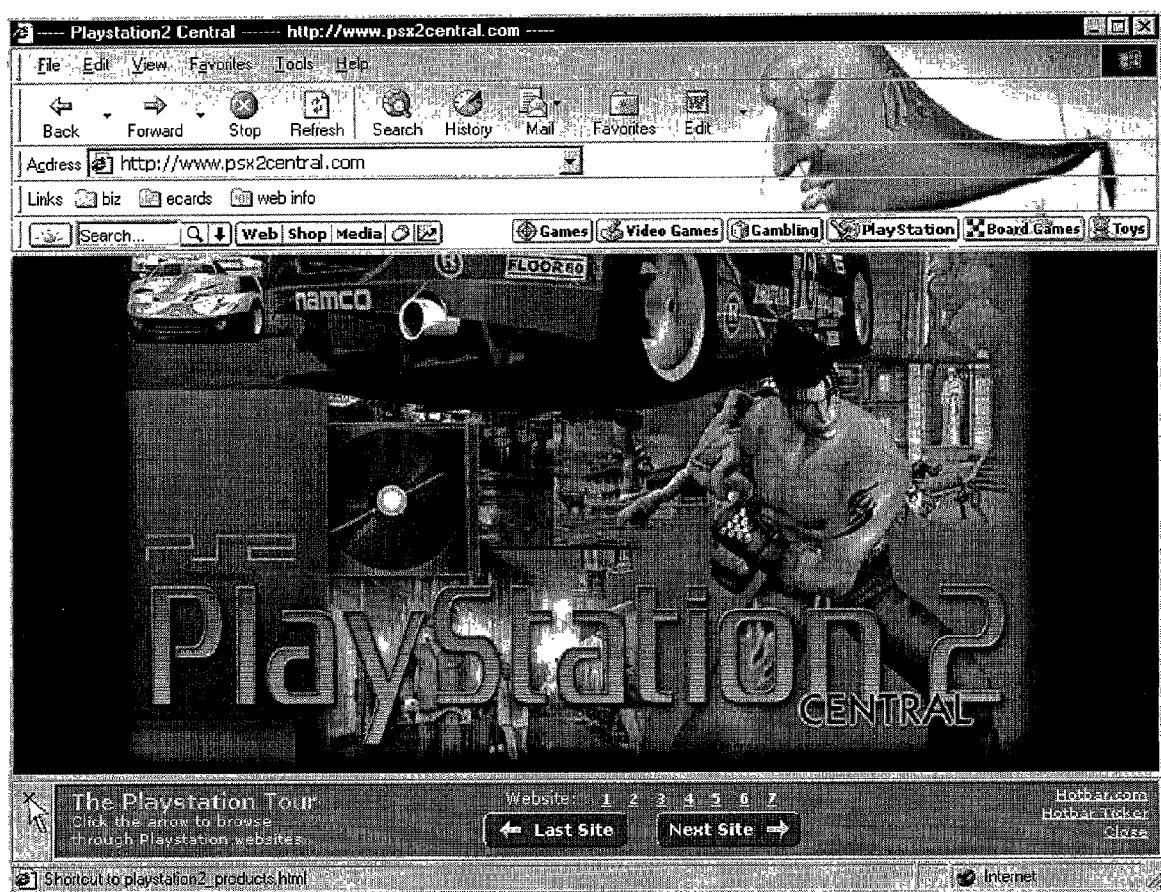 ----- Playstation2 Central ------- http://www.psx2central.com -----
File Edit View Favorites Tools Help
Back Forward Stop Refresh Search History Mail Favorites Edit
Address http://www.psx2central.com
Links biz ecards web info
Search... Web Shop Media Games Video Games Gambling PlayStation Board Games Toys
FLOOR 60
namco
PS2
PlayStation 2
CENTRAL
The Playstation Tour
Click the arrow to browse
through Playstation websites
Website: 1 2 3 4 5 6 7
Last Site Next Site
Hotbar.com
Hotbar Ticker
Close
Shortcut to playstation2_products.html Internet